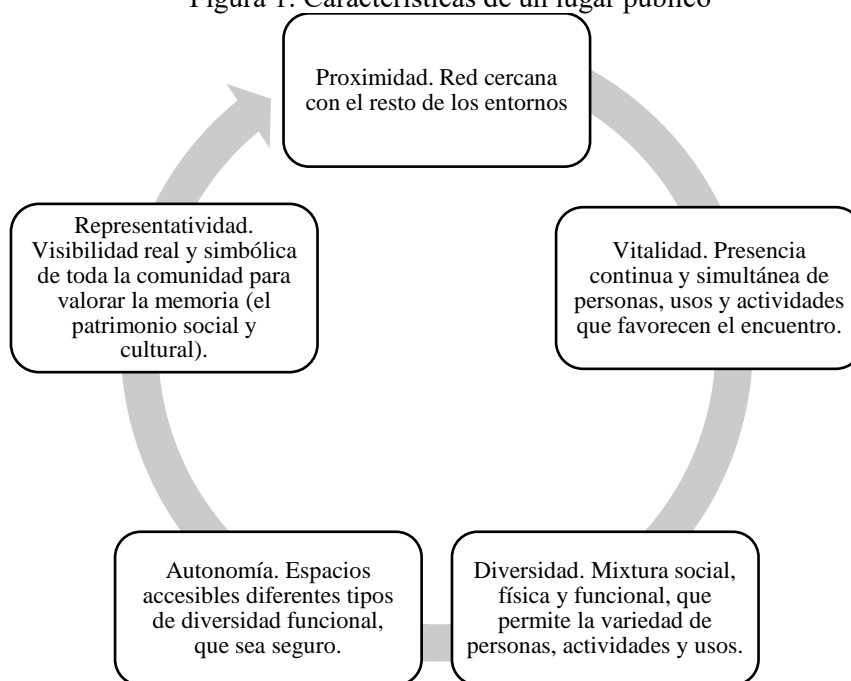 Figura 1. Características de un lugar público
Proximidad. Red cercana
con el resto de los entornos
Vitalidad. Presencia
continua y simultánea de
personas, usos y actividades
que favorecen el encuentro.
Diversidad. Mixtura social,
física y funcional, que
permite la variedad de
personas, actividades y usos.
Autonomía. Espacios
accesibles diferentes tipos
de diversidad funcional,
que sea seguro.
Representatividad.
Visibilidad real y simbólica
de toda la comunidad para
valorar la memoria (el
patrimonio social y
cultural).